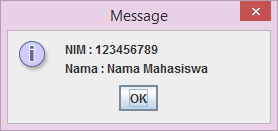 Message
NIM : 123456789
Nama : Nama Mahasiswa
OK